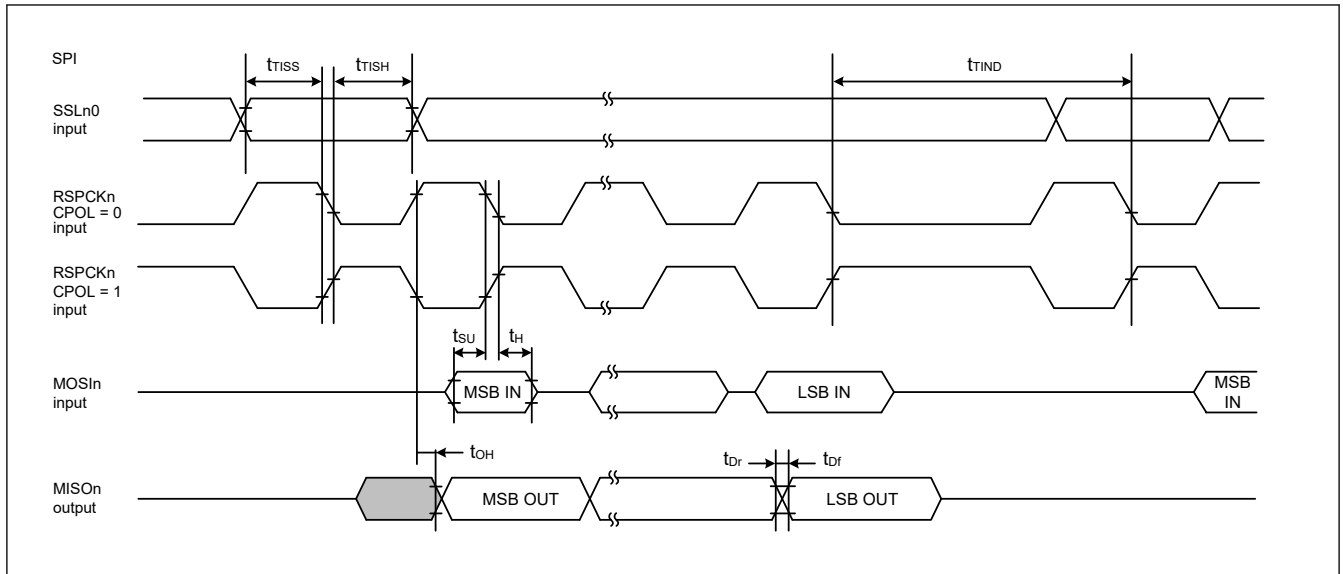 SPI
tTISS
tTISH
tTIND
SSLn0
input
RSPCKn
CPOL = 0
input
RSPCKn
CPOL = 1
input
tSU
tH
MOSIn
input
MSB IN
LSB IN
MSB
IN
tOH
tDr
tDf
MISOn
output
MSB OUT
LSB OUT